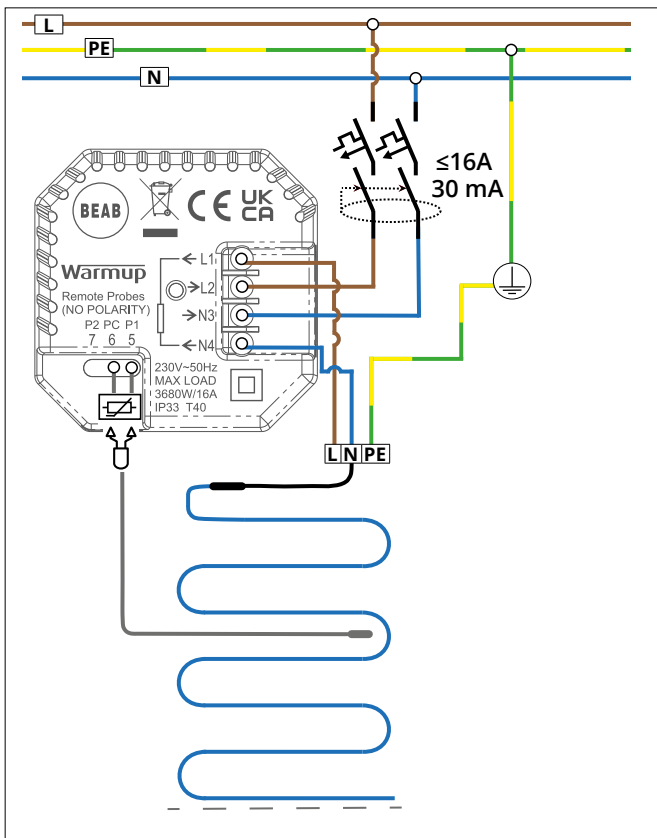 L
PE
N
≤16A
30 mA
BEAB
CE
UK
CA
Warmup
Remote Probes
(NO POLARITY)
P2 PC P1
7 6 5
L1
L2
N3
N4
230V~50Hz
MAX LOAD
3680W/16A
IP33 T40
L N PE